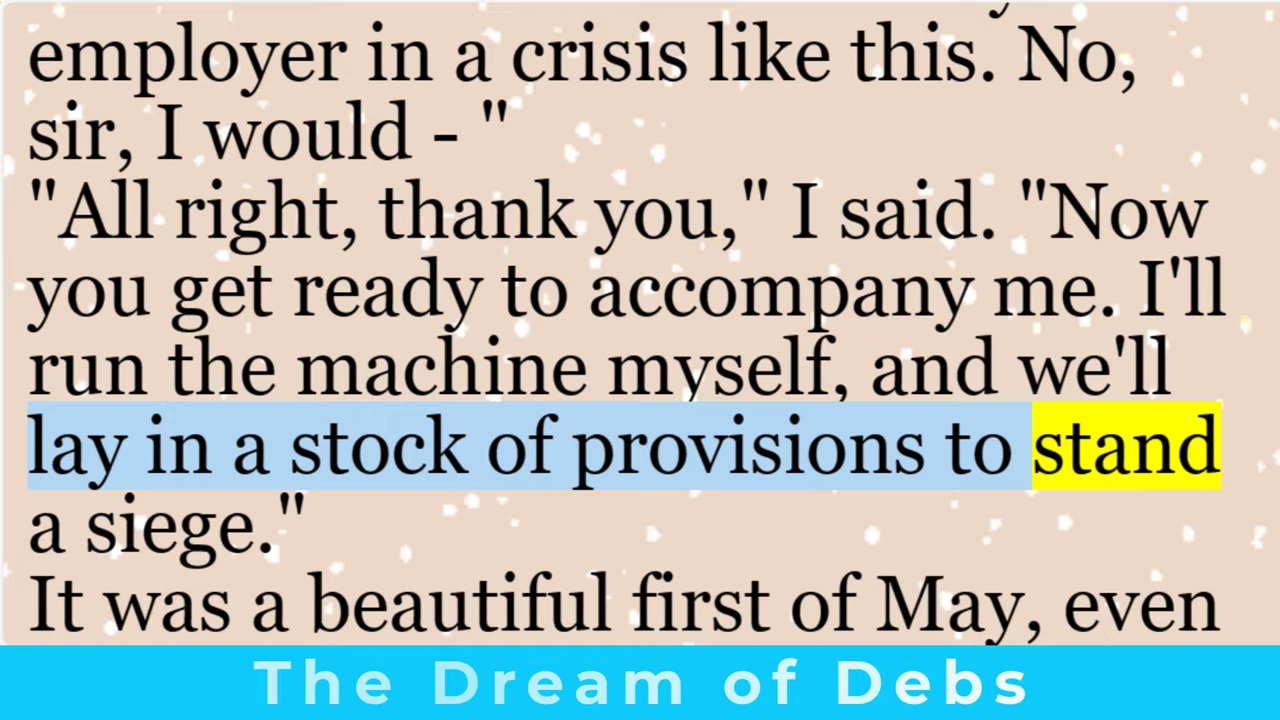 employer in a crisis like this. No,
sir, I would - "
"All right, thank you," I said. "Now
you get ready to accompany me. I'll
run the machine myself, and we'll
lay in a stock of provisions to stand
a siege."
It was a beautiful first of May, even
The Dream of Debs